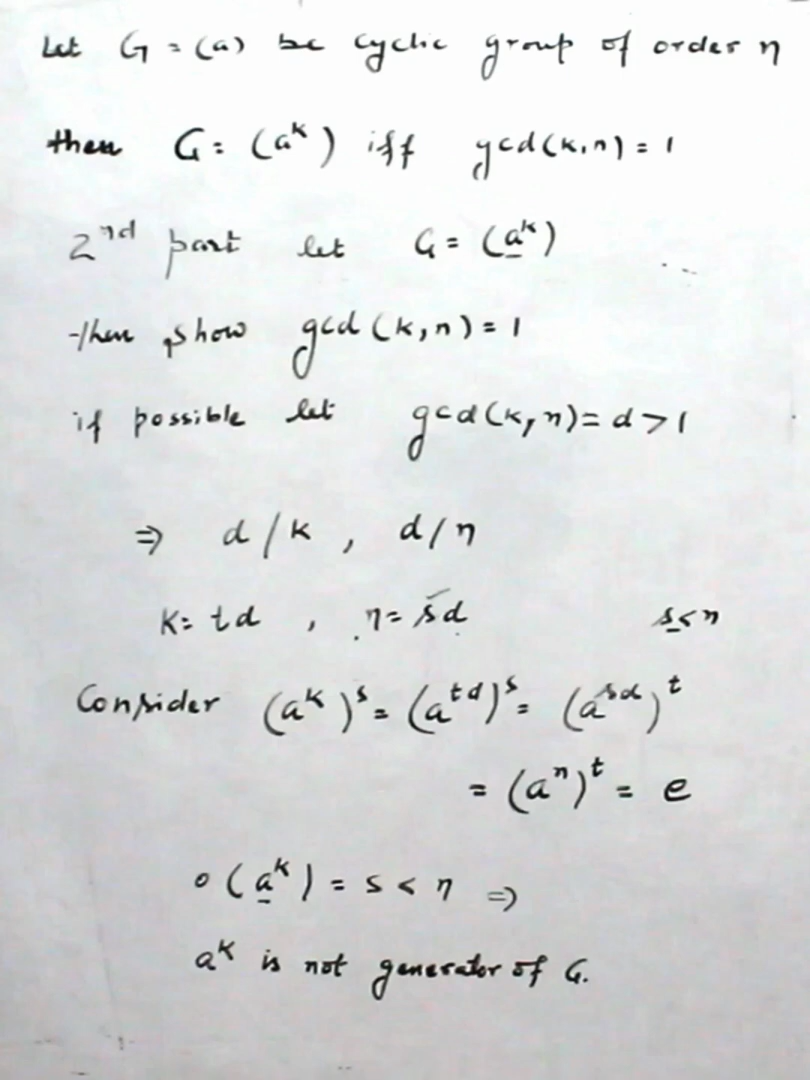 Let G = (a) be cyclic group of order n
then G = (a^k) iff gcd(k,n) = 1
2nd part let G = (a^k)
Then show gcd(k,n) = 1
if possible let gcd(k,n) = d > 1
⇒ d/k , d/n
k = td , n = sd s<n
Consider (a^k)^s = (a^td)^s = (a^sd)^t
= (a^n)^t = e
o(a^k) = s < n ⇒
a^k is not generator of G.